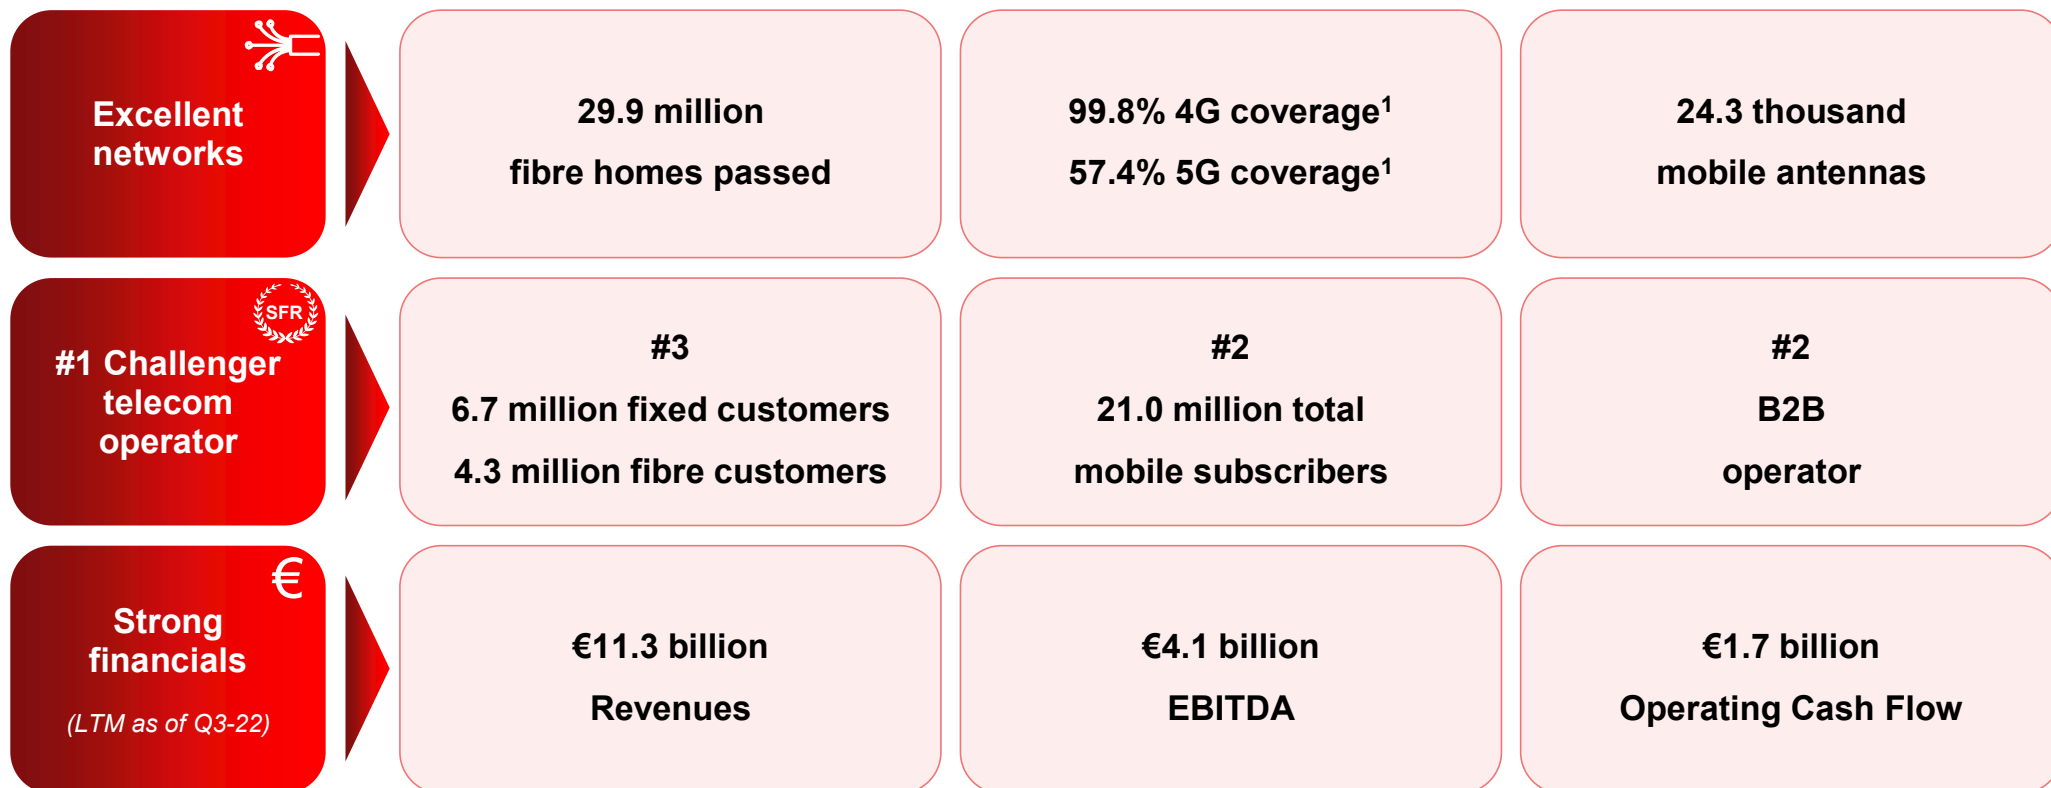 Excellent
networks
29.9 million
fibre homes passed
99.8% 4G coverage¹
57.4% 5G coverage¹
24.3 thousand
mobile antennas
SFR
#1 Challenger
telecom
operator
#3
6.7 million fixed customers
4.3 million fibre customers
#2
21.0 million total
mobile subscribers
#2
B2B
operator
€
Strong
financials
(LTM as of Q3-22)
€11.3 billion
Revenues
€4.1 billion
EBITDA
€1.7 billion
Operating Cash Flow